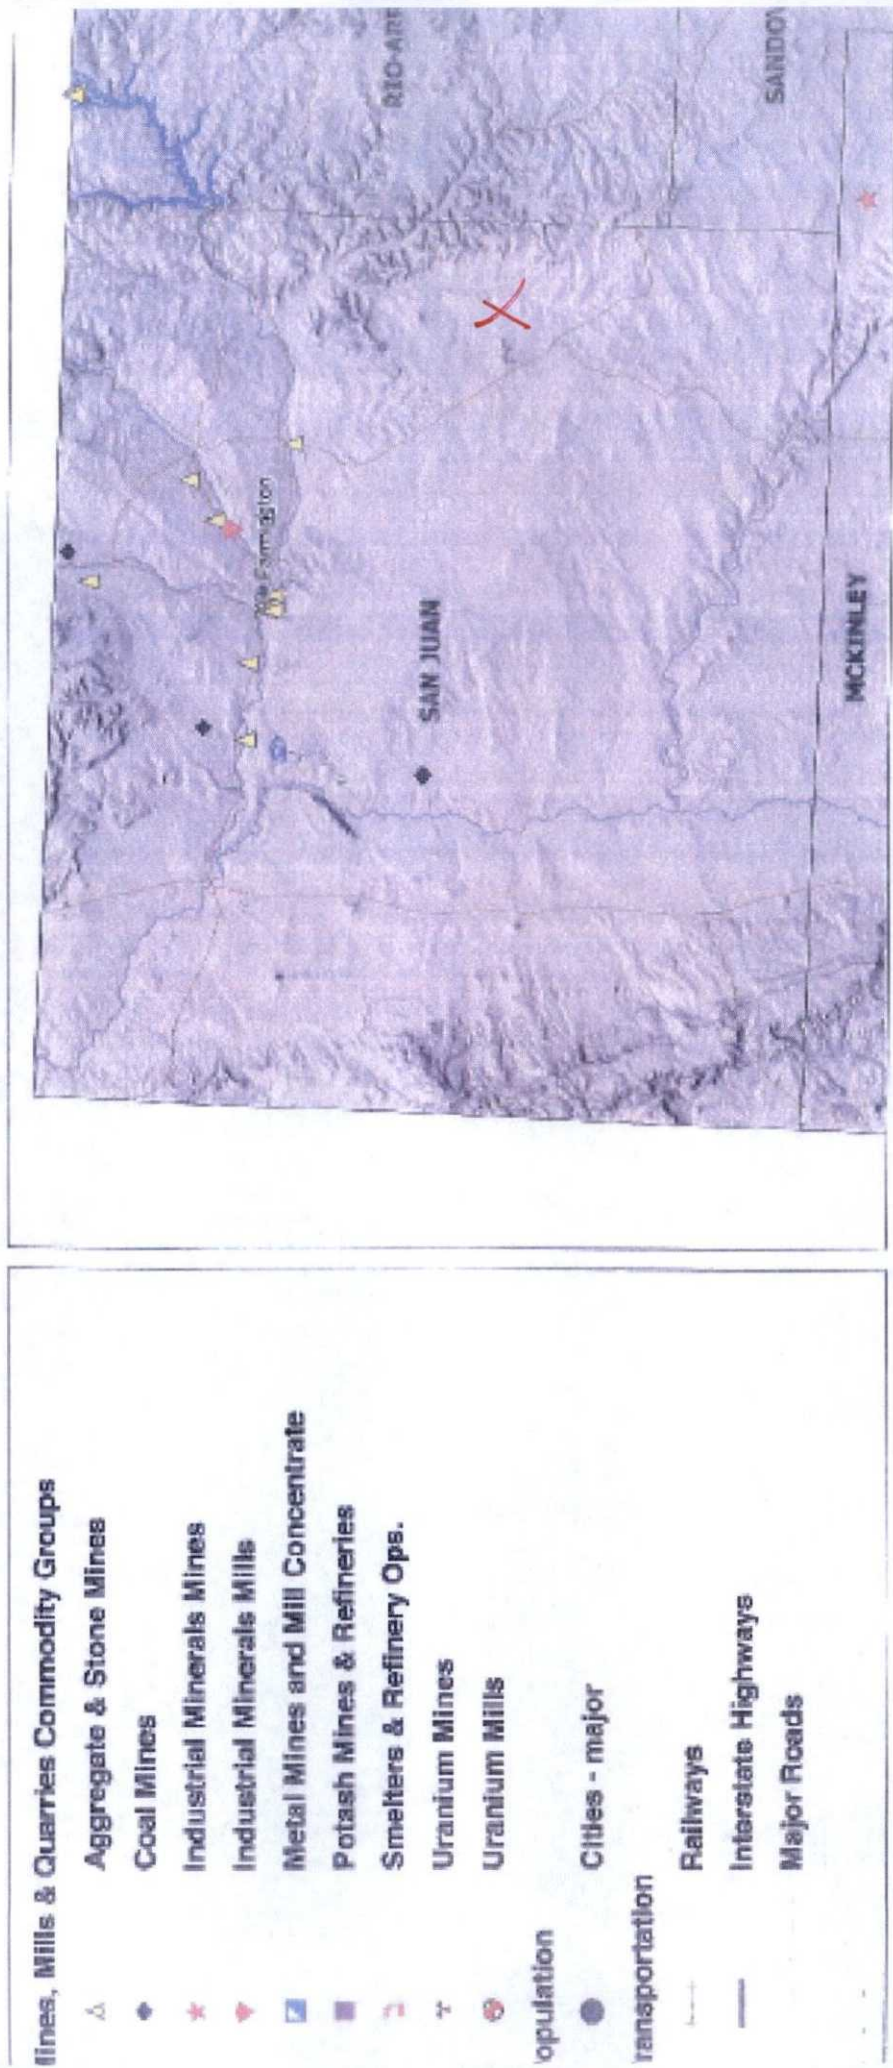 lines, Mills & Quarries Commodity Groups
Aggregate & Stone Mines
Coal Mines
Industrial Minerals Mines
Industrial Minerals Mills
Metal Mines and Mill Concentrate
Potash Mines & Refineries
Smelters & Refinery Ops.
Uranium Mines
Uranium Mills
opulation
Cities - major
ransportation
Railways
Interstate Highways
Major Roads
Farmington
SAN JUAN
MCKINLEY
RIO ARR
SANDOV